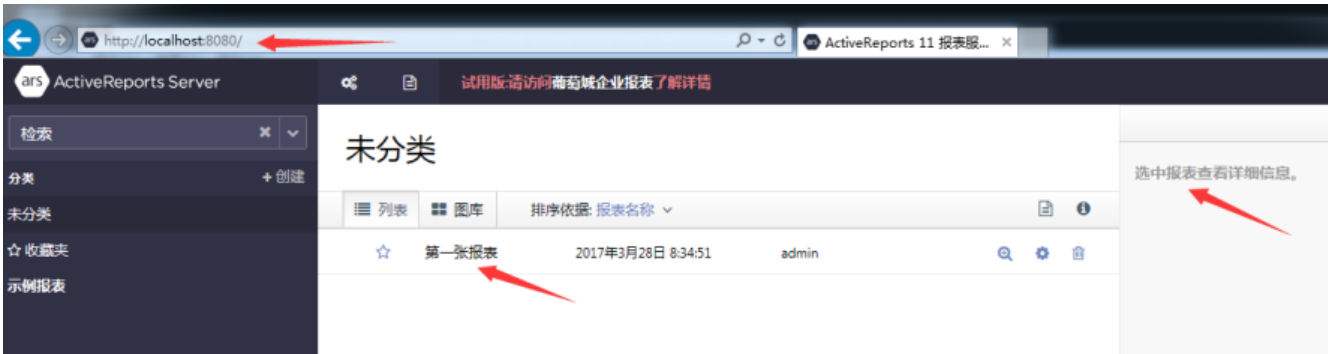 http://localhost:8080/
ActiveReports 11 报表服...
ars ActiveReports Server
试用版:请访问葡萄城企业报表了解详情
检索
分类
+ 创建
未分类
收藏夹
示例报表
未分类
列表
图库
排序依据: 报表名称
第一张报表
2017年3月28日 8:34:51
admin
选中报表查看详细信息。